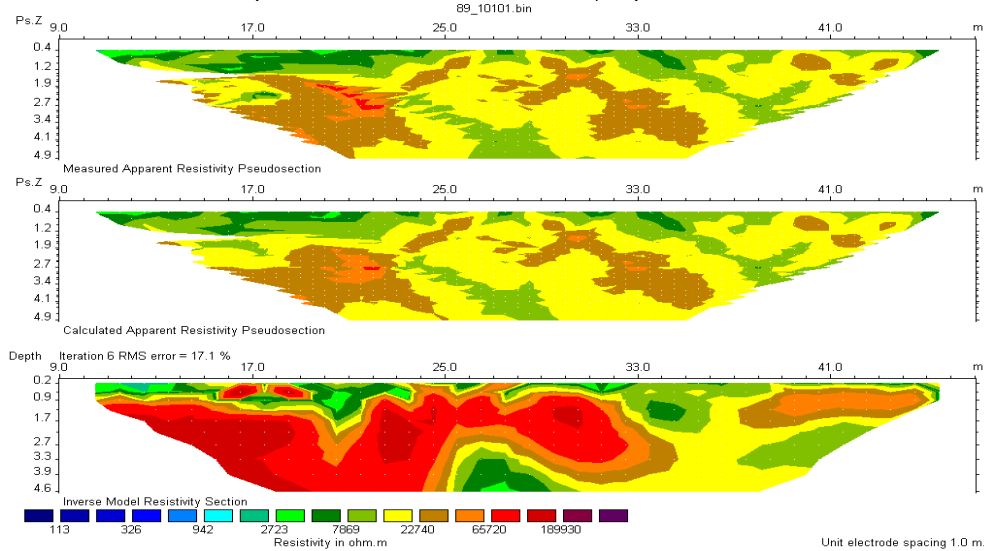 89_10101.bin
Ps.Z 9.0 17.0 25.0 33.0 41.0 m
0.4
1.2
1.9
2.7
3.4
4.1
4.9
Measured Apparent Resistivity Pseudosection
Ps.Z 9.0 17.0 25.0 33.0 41.0 m
0.4
1.2
1.9
2.7
3.4
4.1
4.9
Calculated Apparent Resistivity Pseudosection
Depth Iteration 6 RMS error = 17.1 %
9.0 17.0 25.0 33.0 41.0 m
0.2
0.9
1.7
2.7
3.3
3.9
4.6
Inverse Model Resistivity Section
113 326 942 2723 7869 22740 65720 189930
Resistivity in ohm.m
Unit electrode spacing 1.0 m.